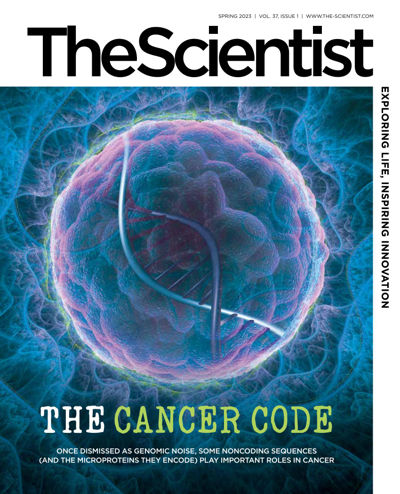 SPRING 2023 | VOL. 37, ISSUE 1 | WWW.THE-SCIENTIST.COM
TheScientist
EXPLORING LIFE, INSPIRING INNOVATION
THE CANCER CODE
ONCE DISMISSED AS GENOMIC NOISE, SOME NONCODING SEQUENCES
(AND THE MICROPROTEINS THEY ENCODE) PLAY IMPORTANT ROLES IN CANCER